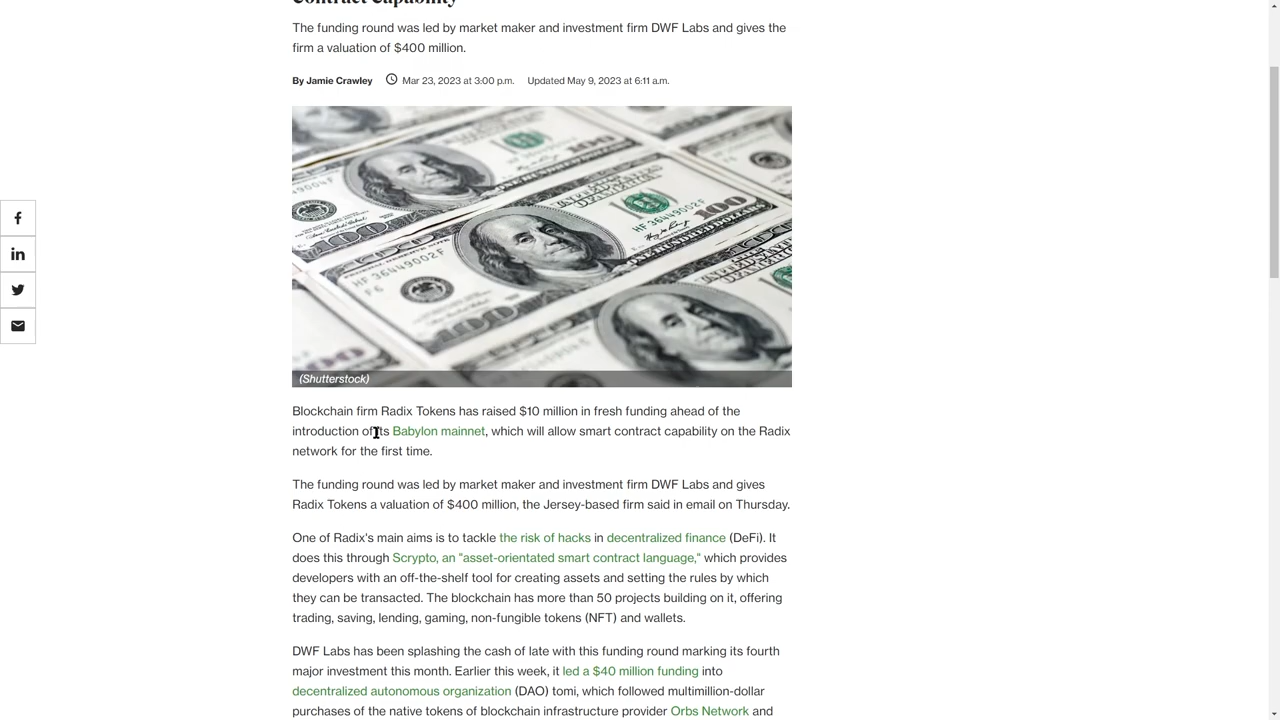 contract capability
The funding round was led by market maker and investment firm DWF Labs and gives the
firm a valuation of $400 million.
By Jamie Crawley Mar 23, 2023 at 3:00 p.m. Updated May 9, 2023 at 6:11 a.m.
(Shutterstock)
Blockchain firm Radix Tokens has raised $10 million in fresh funding ahead of the
introduction of its Babylon mainnet, which will allow smart contract capability on the Radix
network for the first time.
The funding round was led by market maker and investment firm DWF Labs and gives
Radix Tokens a valuation of $400 million, the Jersey-based firm said in email on Thursday.
One of Radix's main aims is to tackle the risk of hacks in decentralized finance (DeFi). It
does this through Scrypto, an "asset-orientated smart contract language," which provides
developers with an off-the-shelf tool for creating assets and setting the rules by which
they can be transacted. The blockchain has more than 50 projects building on it, offering
trading, saving, lending, gaming, non-fungible tokens (NFT) and wallets.
DWF Labs has been splashing the cash of late with this funding round marking its fourth
major investment this month. Earlier this week, it led a $40 million funding into
decentralized autonomous organization (DAO) tomi, which followed multimillion-dollar
purchases of the native tokens of blockchain infrastructure provider Orbs Network and